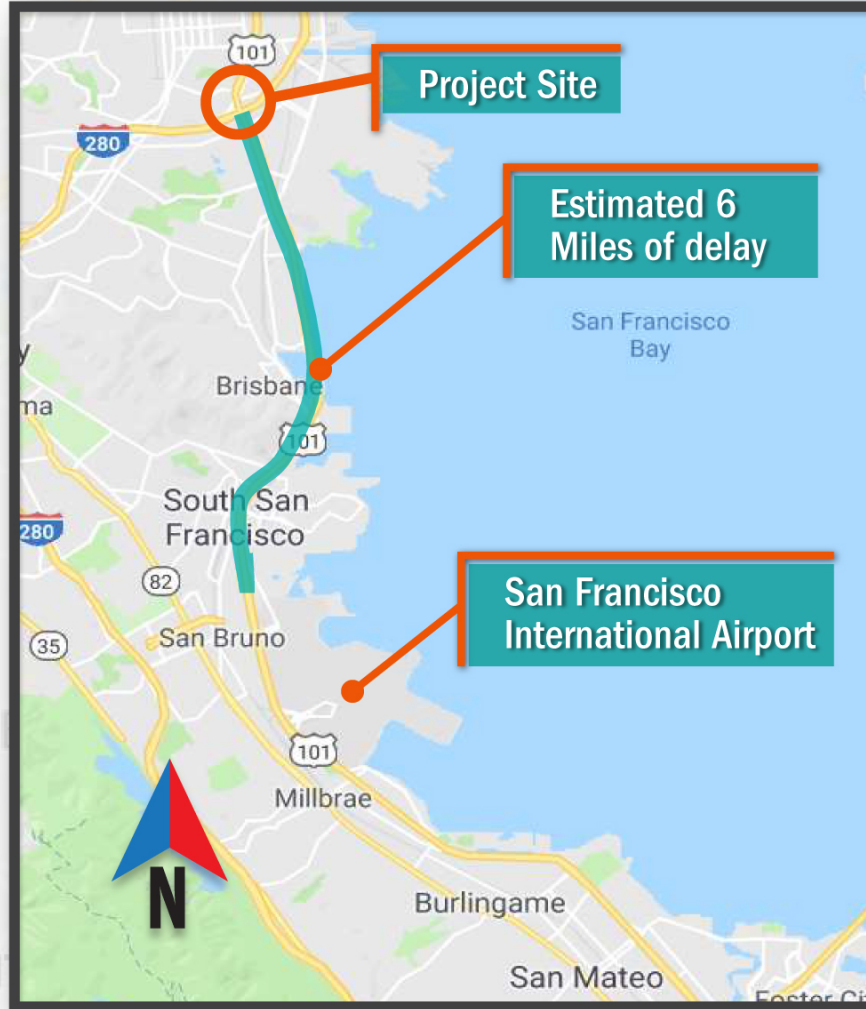 101
Project Site
280
Estimated 6
Miles of delay
San Francisco
Bay
Brisbane
101
South San
Francisco
280
82
San Francisco
International Airport
35
San Bruno
101
Millbrae
N
Burlingame
San Mateo